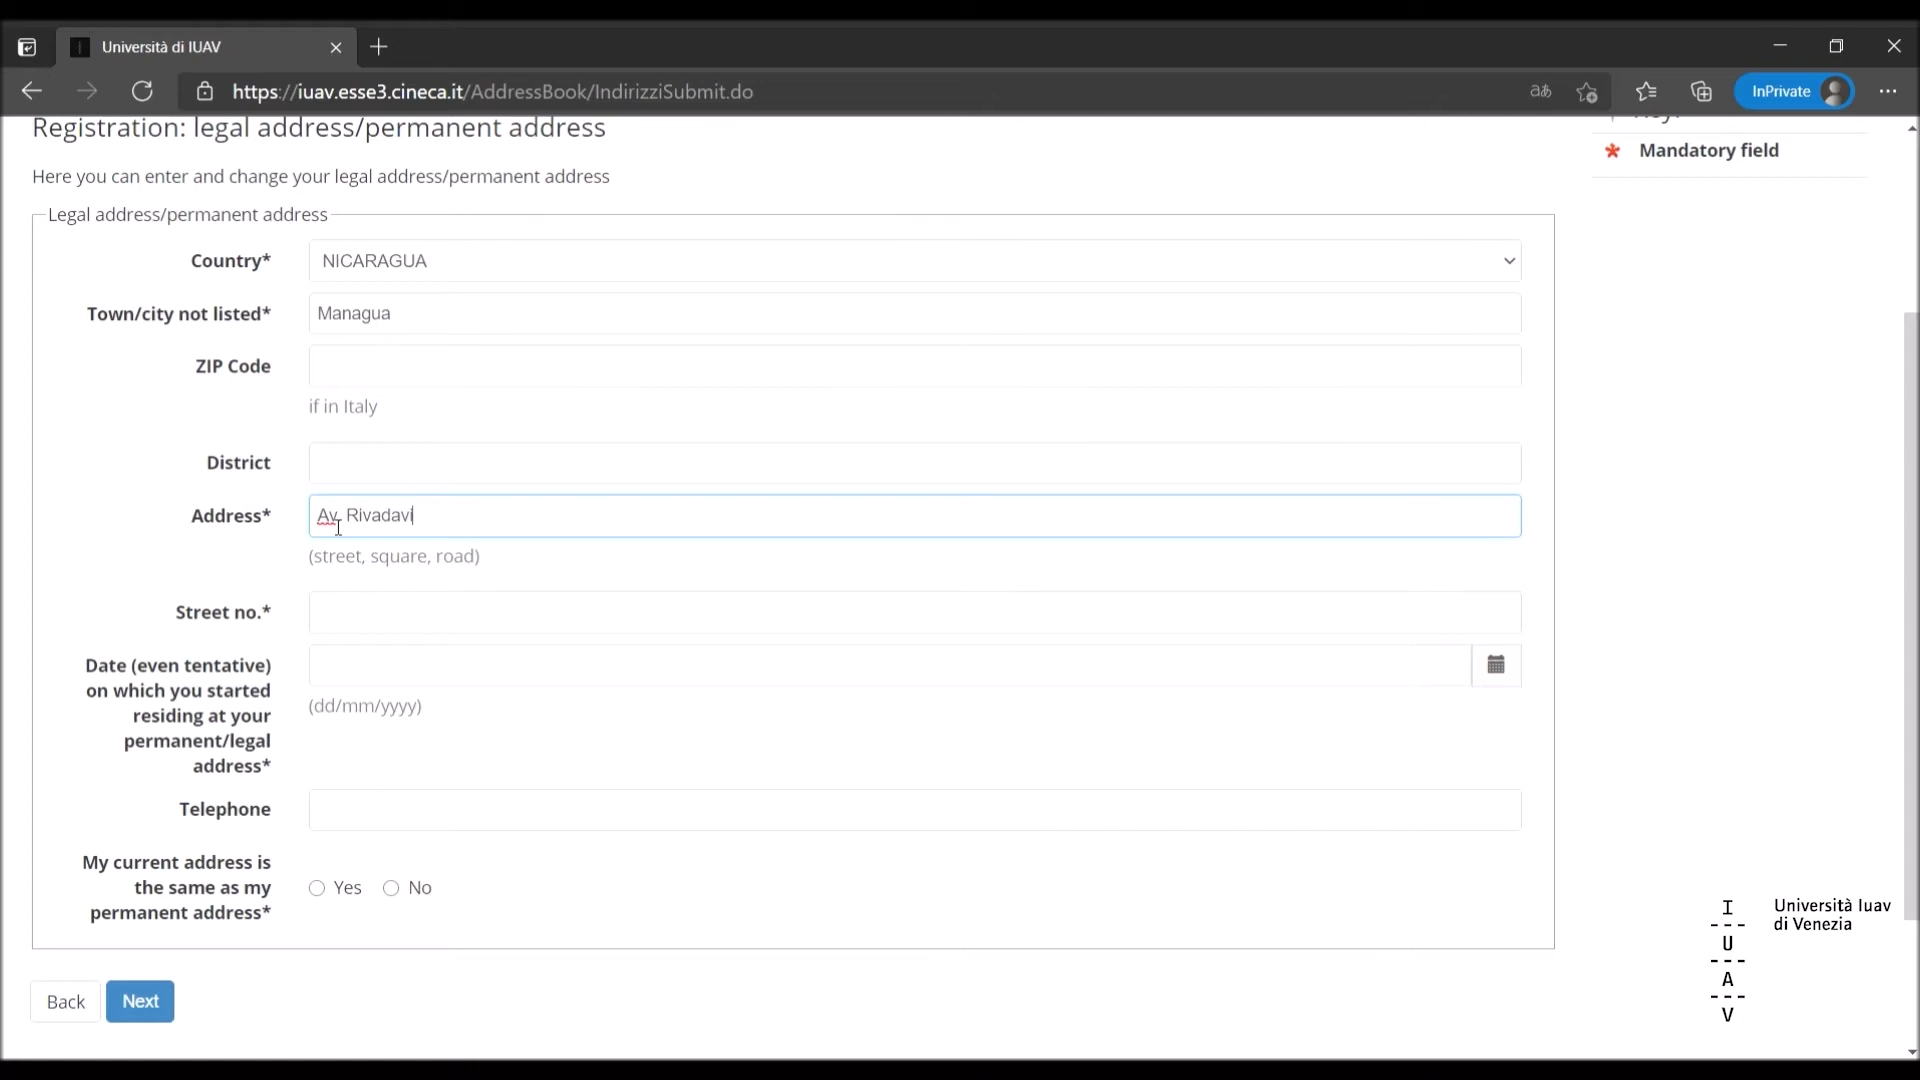 Università di IUAV
https://iuav.esse3.cineca.it/AddressBook/IndirizziSubmit.do
aあ
InPrivate
Registration: legal address/permanent address
Mandatory field
Here you can enter and change your legal address/permanent address
Legal address/permanent address
Country*
NICARAGUA
Town/city not listed*
Managua
ZIP Code
if in Italy
District
Address*
Av. Rivadavi
(street, square, road)
Street no.*
Date (even tentative)
on which you started
residing at your
permanent/legal
address*
(dd/mm/yyyy)
Telephone
My current address is
the same as my
permanent address*
Yes No
I
U
A
V
Università Iuav
di Venezia
Back Next